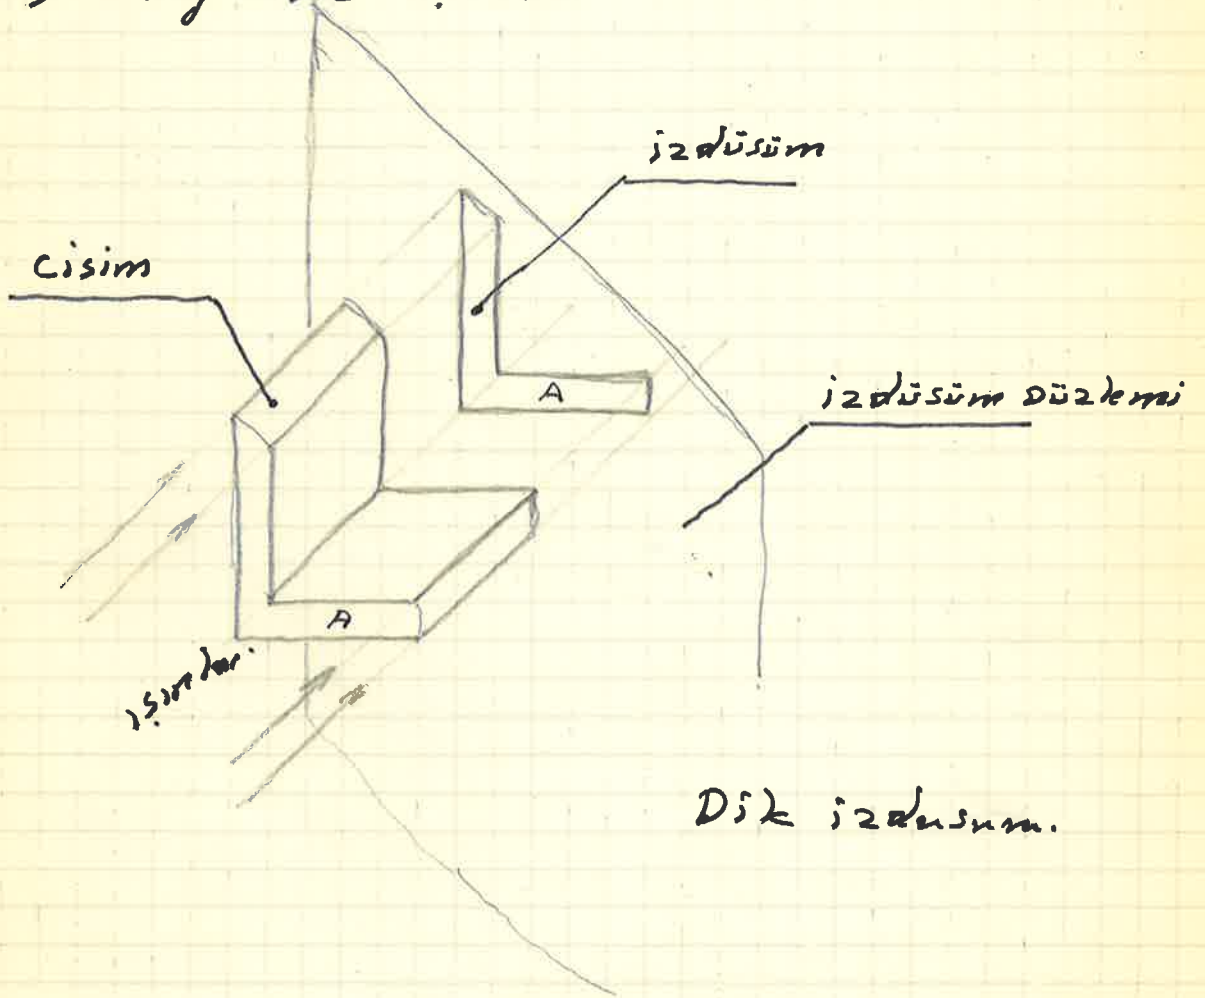 izdüsüm
Cisim
A
izdüsüm Düzlemi
A
ışınlar
Dik izdusum.